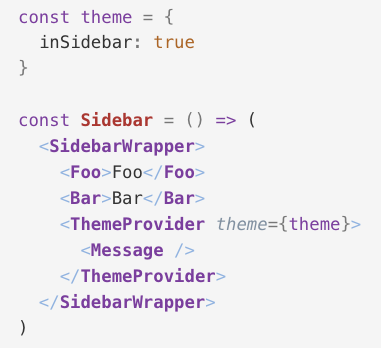 const theme = {
  inSidebar: true
}

const Sidebar = () => (
  <SidebarWrapper>
    <Foo>Foo</Foo>
    <Bar>Bar</Bar>
    <ThemeProvider theme={theme}>
      <Message />
    </ThemeProvider>
  </SidebarWrapper>
)